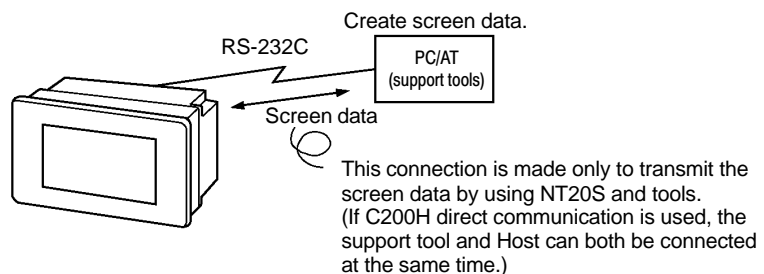 Create screen data.
RS-232C
PC/AT
(support tools)
Screen data
This connection is made only to transmit the
screen data by using NT20S and tools.
(If C200H direct communication is used, the
support tool and Host can both be connected
at the same time.)